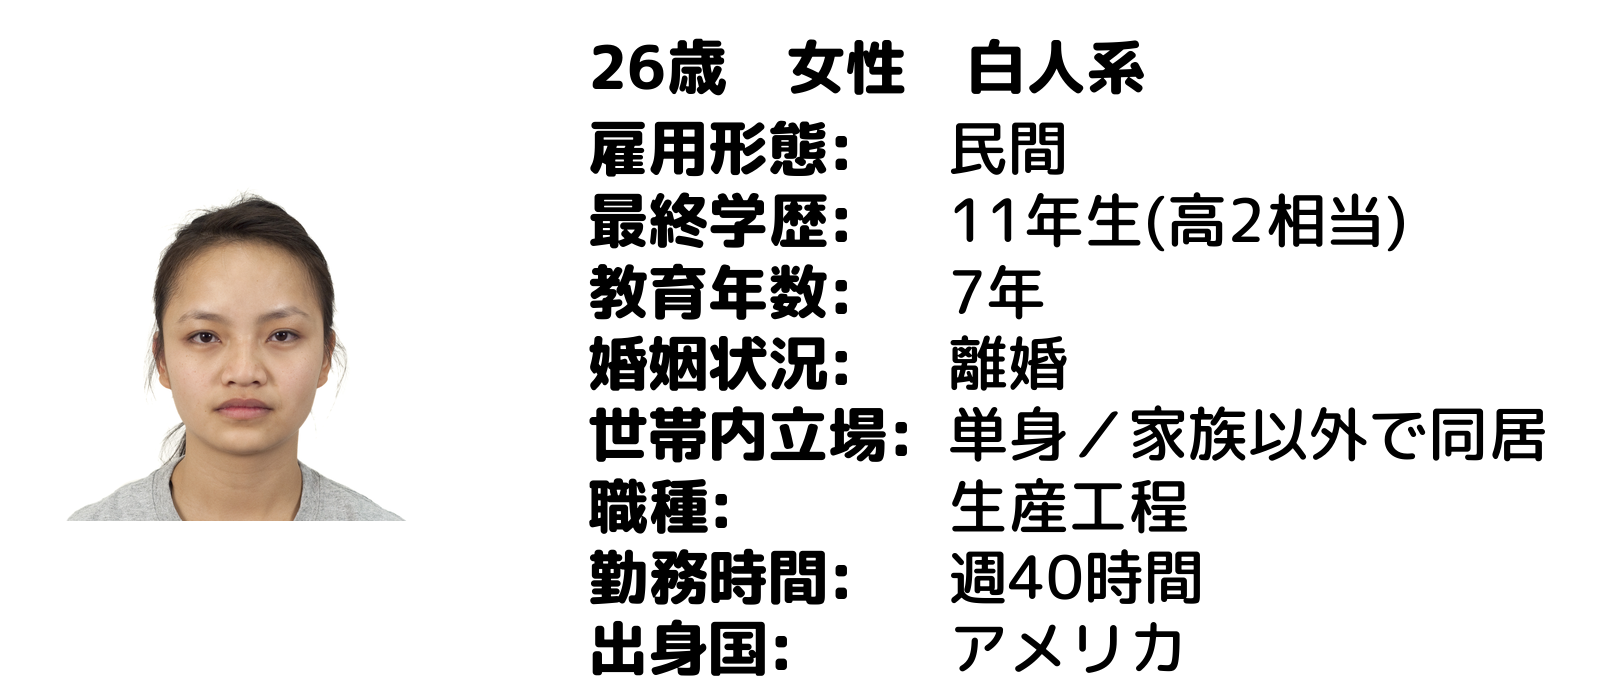 26歳　女性　白人系
雇用形態:　民間
最終学歴:　11年生(高2相当)
教育年数:　7年
婚姻状況:　離婚
世帯内立場:　単身／家族以外で同居
職種:　生産工程
勤務時間:　週40時間
出身国:　アメリカ